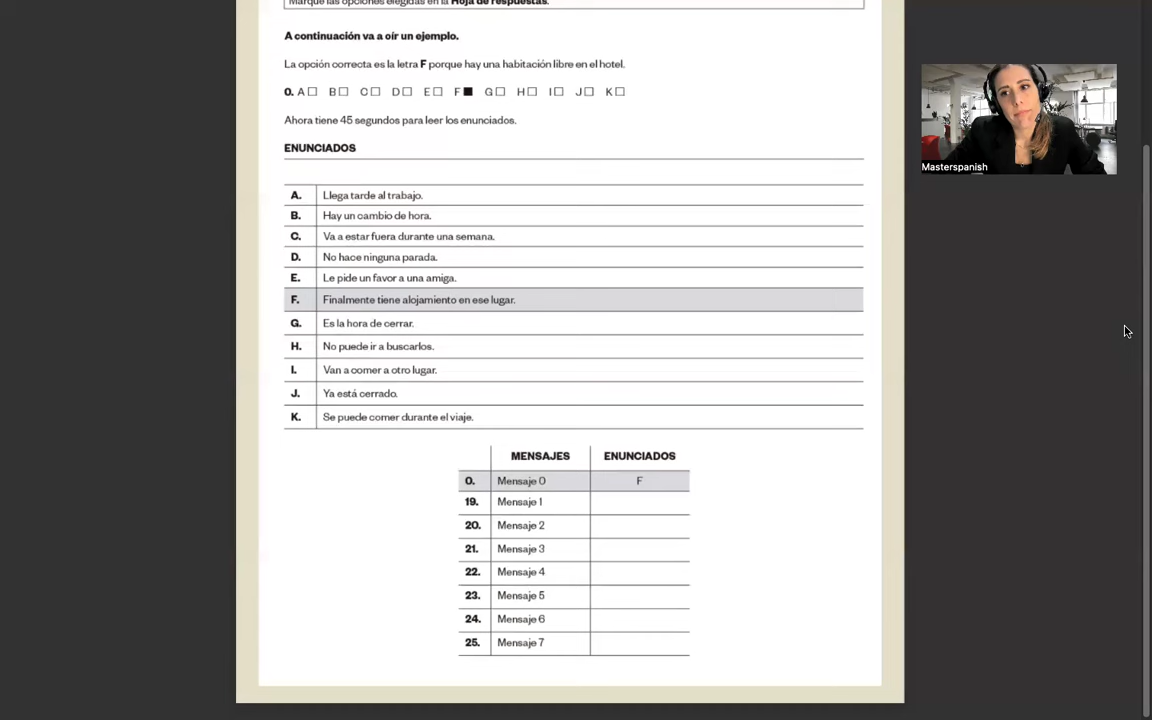 Marque las opciones elegidas en la Hoja de respuestas.
A continuación va a oír un ejemplo.
La opción correcta es la letra F porque hay una habitación libre en el hotel.
0. A☐ B☐ C☐ D☐ E☐ F■ G☐ H☐ I☐ J☐ K☐
Ahora tiene 45 segundos para leer los enunciados.
ENUNCIADOS
A. Llega tarde al trabajo.
B. Hay un cambio de hora.
C. Va a estar fuera durante una semana.
D. No hace ninguna parada.
E. Le pide un favor a una amiga.
F. Finalmente tiene alojamiento en ese lugar.
G. Es la hora de cerrar.
H. No puede ir a buscarlos.
I. Van a comer a otro lugar.
J. Ya está cerrado.
K. Se puede comer durante el viaje.
MENSAJES ENUNCIADOS
0. Mensaje 0 F
19. Mensaje 1
20. Mensaje 2
21. Mensaje 3
22. Mensaje 4
23. Mensaje 5
24. Mensaje 6
25. Mensaje 7
Masterspanish